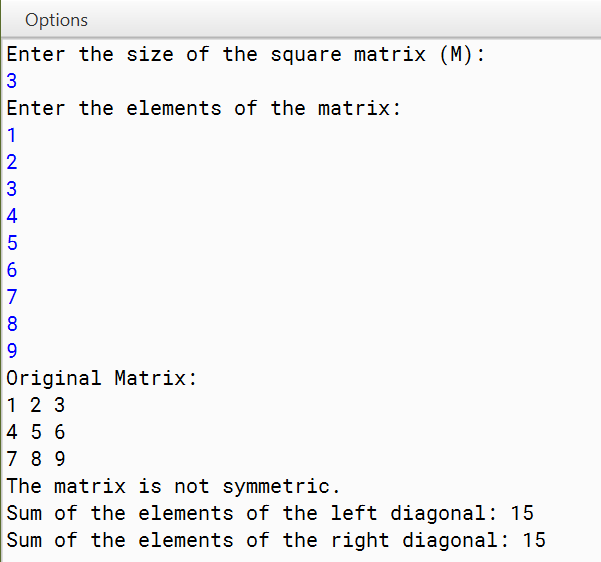 Options
Enter the size of the square matrix (M):
3
Enter the elements of the matrix:
1
2
3
4
5
6
7
8
9
Original Matrix:
1 2 3
4 5 6
7 8 9
The matrix is not symmetric.
Sum of the elements of the left diagonal: 15
Sum of the elements of the right diagonal: 15